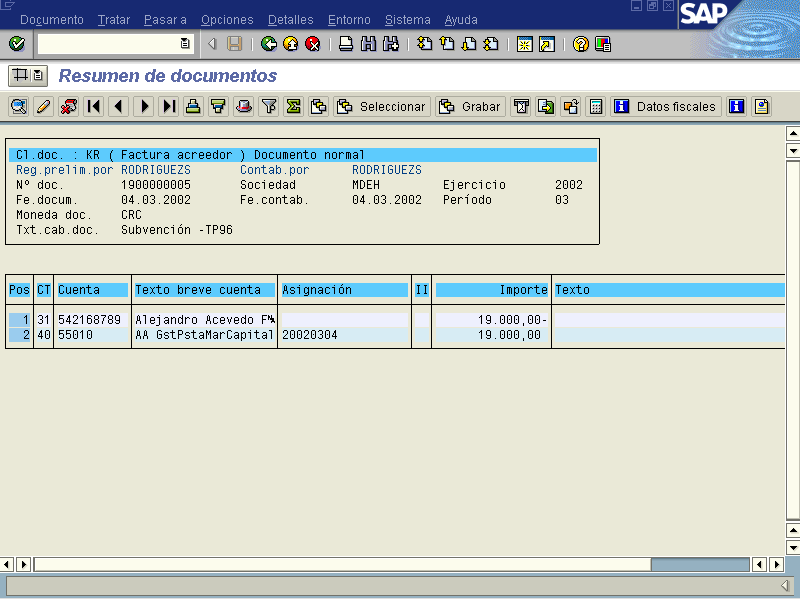 Documento Tratar Pasar a Opciones Detalles Entorno Sistema Ayuda
SAP
Resumen de documentos
Seleccionar Grabar Datos fiscales
Cl.doc. : KR ( Factura acreedor ) Documento normal
Reg.prelim.por RODRIGUEZS Contab.por RODRIGUEZS
Nº doc. 1900000005 Sociedad MDEH Ejercicio 2002
Fe.docum. 04.03.2002 Fe.contab. 04.03.2002 Período 03
Moneda doc. CRC
Txt.cab.doc. Subvención -TP96
Pos CT Cuenta Texto breve cuenta Asignación II Importe Texto
1 31 542168789 Alejandro Acevedo 19.000,00-
2 40 55010 AA GstPstaMarCapital 20020304 19.000,00